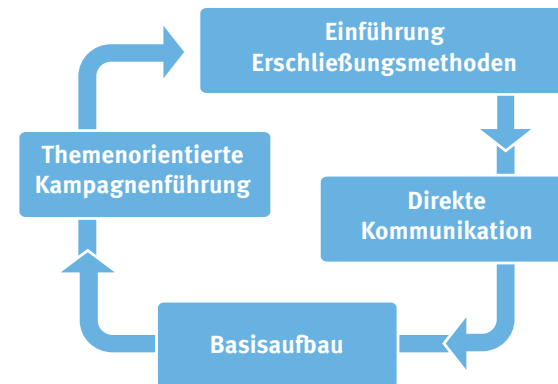 Einführung
Erschließungsmethoden
Themenorientierte
Kampagnenführung
Direkte
Kommunikation
Basisaufbau